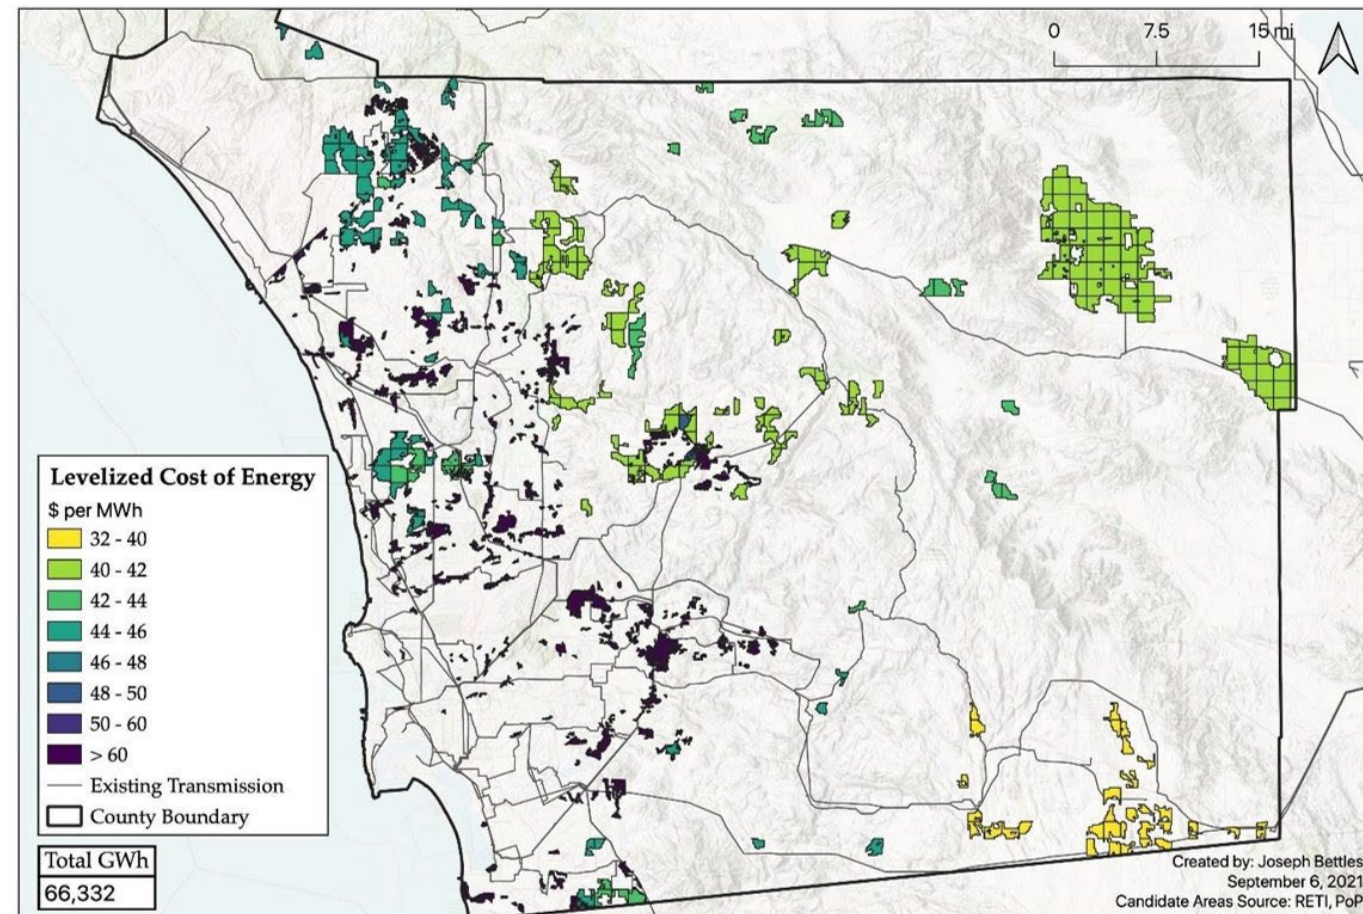 0 7.5 15 mi
Levelized Cost of Energy
$ per MWh
32 - 40
40 - 42
42 - 44
44 - 46
46 - 48
48 - 50
50 - 60
> 60
Existing Transmission
County Boundary
Total GWh
66,332
Created by: Joseph Bettles
September 6, 2021
Candidate Areas Source: RETI, PoP